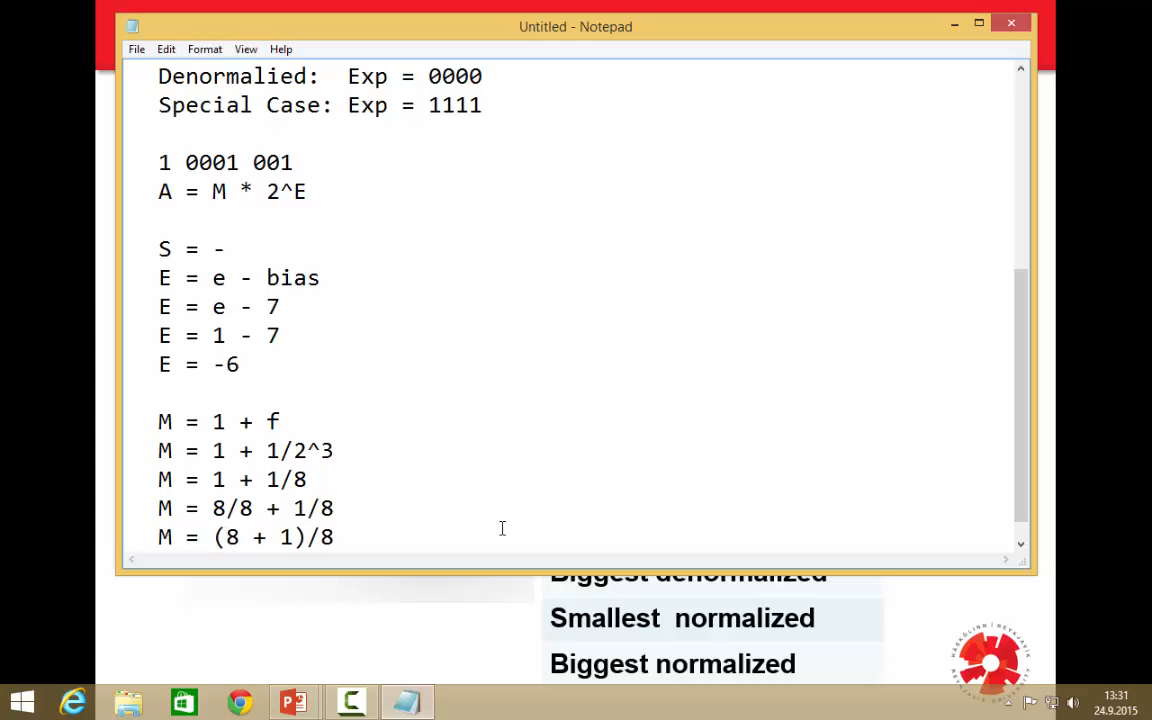 Untitled - Notepad
File Edit Format View Help
Denormalied: Exp = 0000
Special Case: Exp = 1111
1 0001 001
A = M * 2^E
S = -
E = e - bias
E = e - 7
E = 1 - 7
E = -6
M = 1 + f
M = 1 + 1/2^3
M = 1 + 1/8
M = 8/8 + 1/8
M = (8 + 1)/8
Biggest denormalized
Smallest normalized
Biggest normalized
13:31
24.9.2015